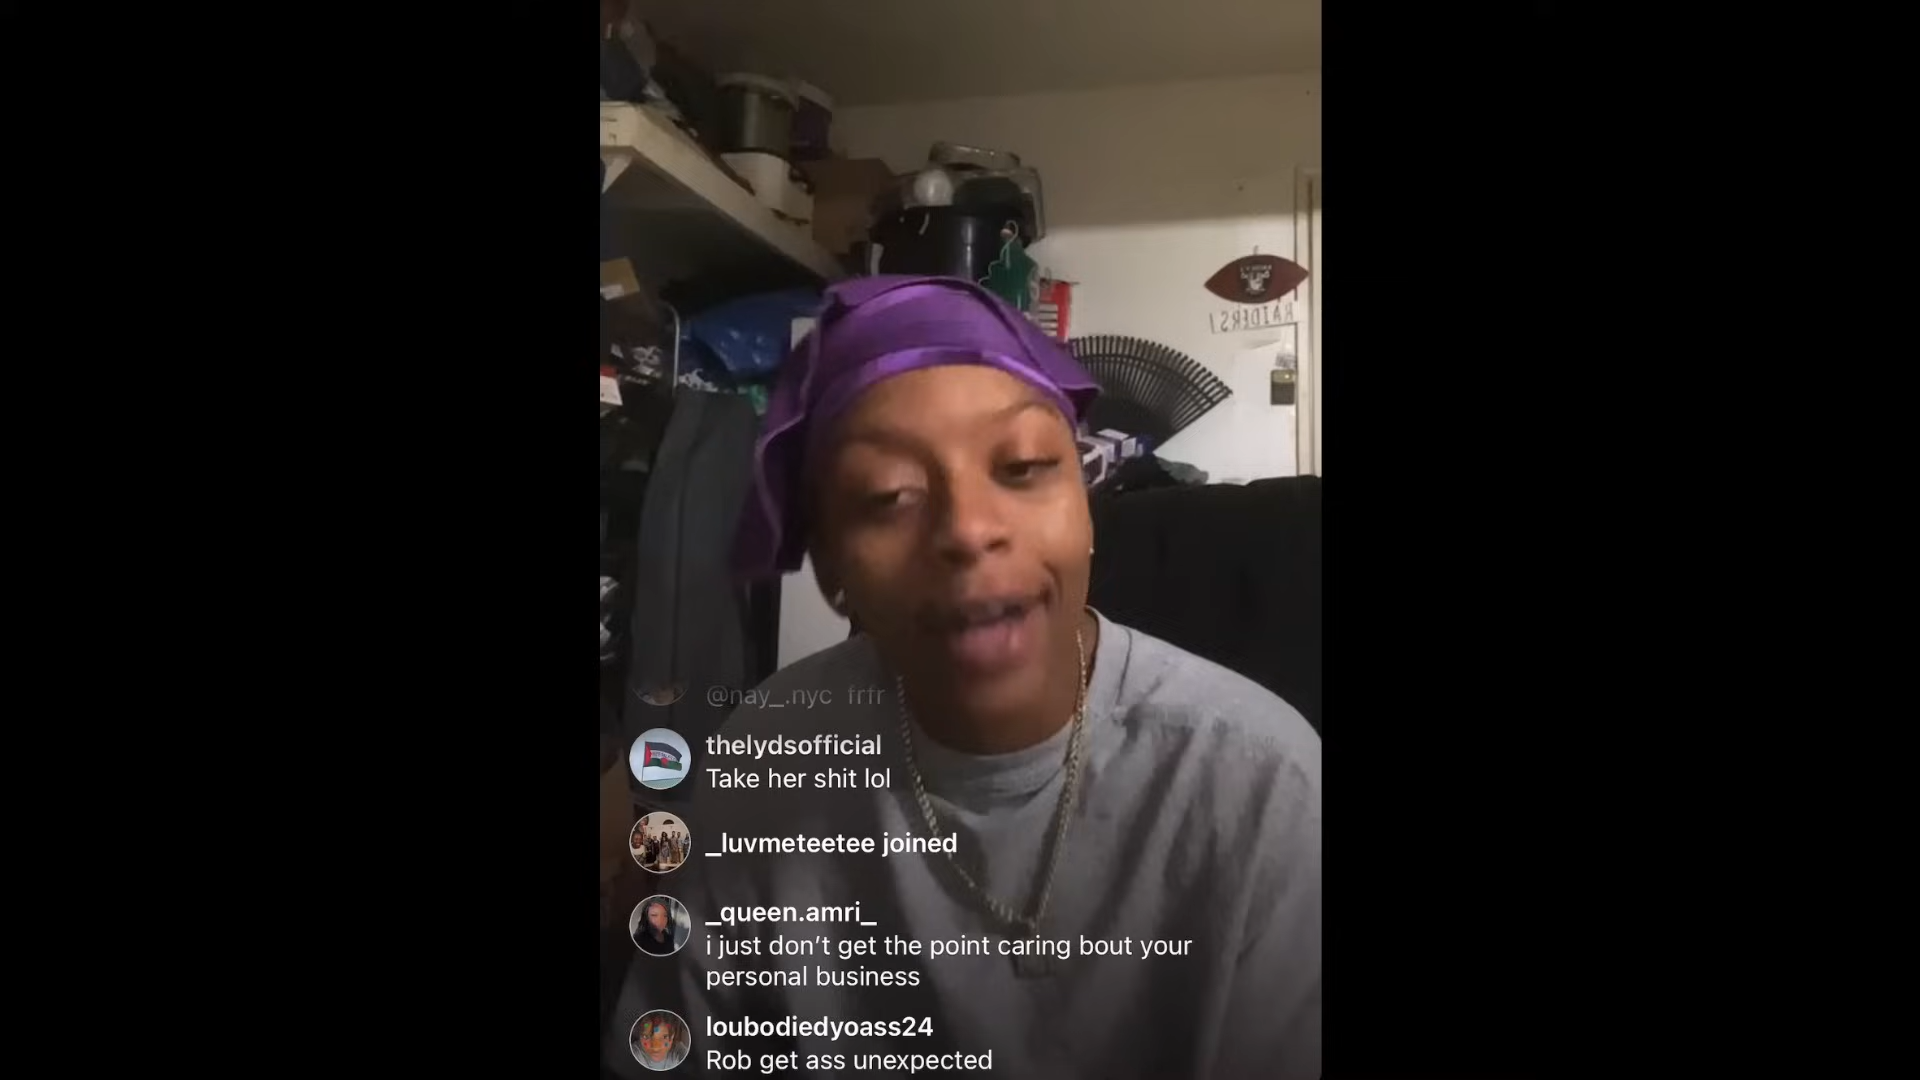 RAIDERS
@nay_.nyc frfr
thelydsofficial
Take her shit lol
_luvmeteetee joined
_queen.amri_
i just don’t get the point caring bout your
personal business
loubodiedyoass24
Rob get ass unexpected